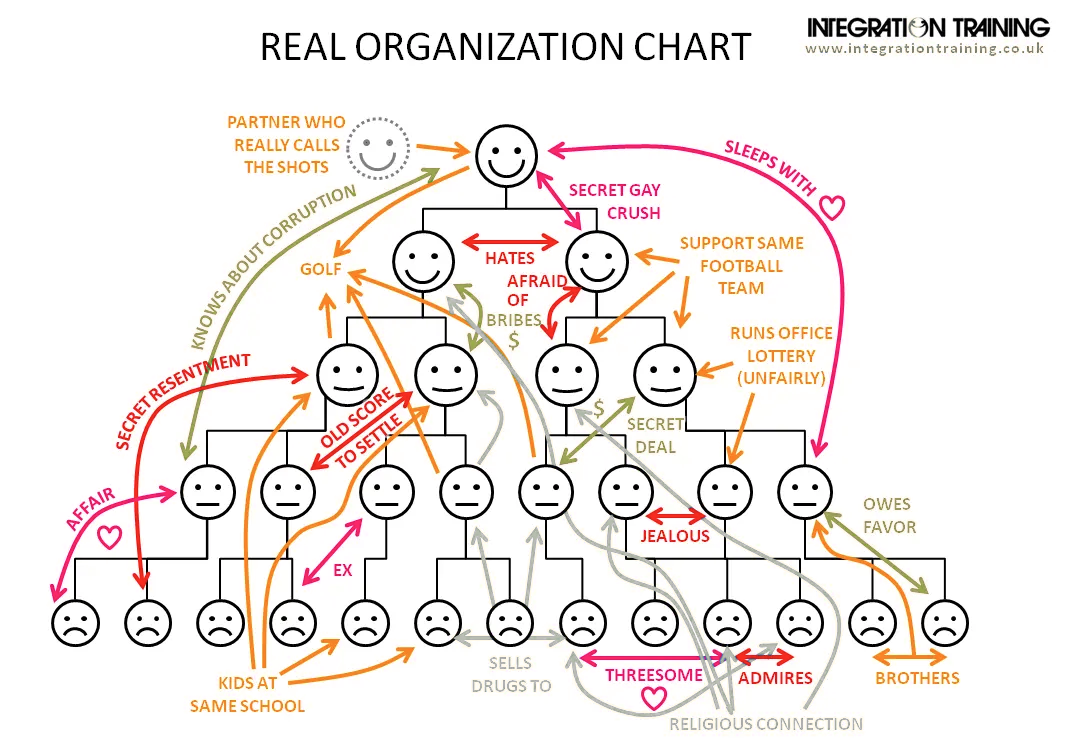 INTEGRATION TRAINING
www.integrationtraining.co.uk
REAL ORGANIZATION CHART
PARTNER WHO
REALLY CALLS
THE SHOTS
SLEEPS WITH
SECRET GAY
CRUSH
KNOWS ABOUT CORRUPTION
GOLF
HATES
SUPPORT SAME
FOOTBALL
TEAM
AFRAID
OF
BRIBES
$
RUNS OFFICE
LOTTERY
(UNFAIRLY)
SECRET RESENTMENT
OLD SCORE
TO SETTLE
$
SECRET
DEAL
AFFAIR
OWES
FAVOR
JEALOUS
EX
SELLS
DRUGS TO
THREESOME
ADMIRES
BROTHERS
KIDS AT
SAME SCHOOL
RELIGIOUS CONNECTION